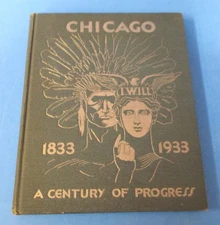 CHICAGO
I WILL
1833 1933
A CENTURY OF PROGRESS